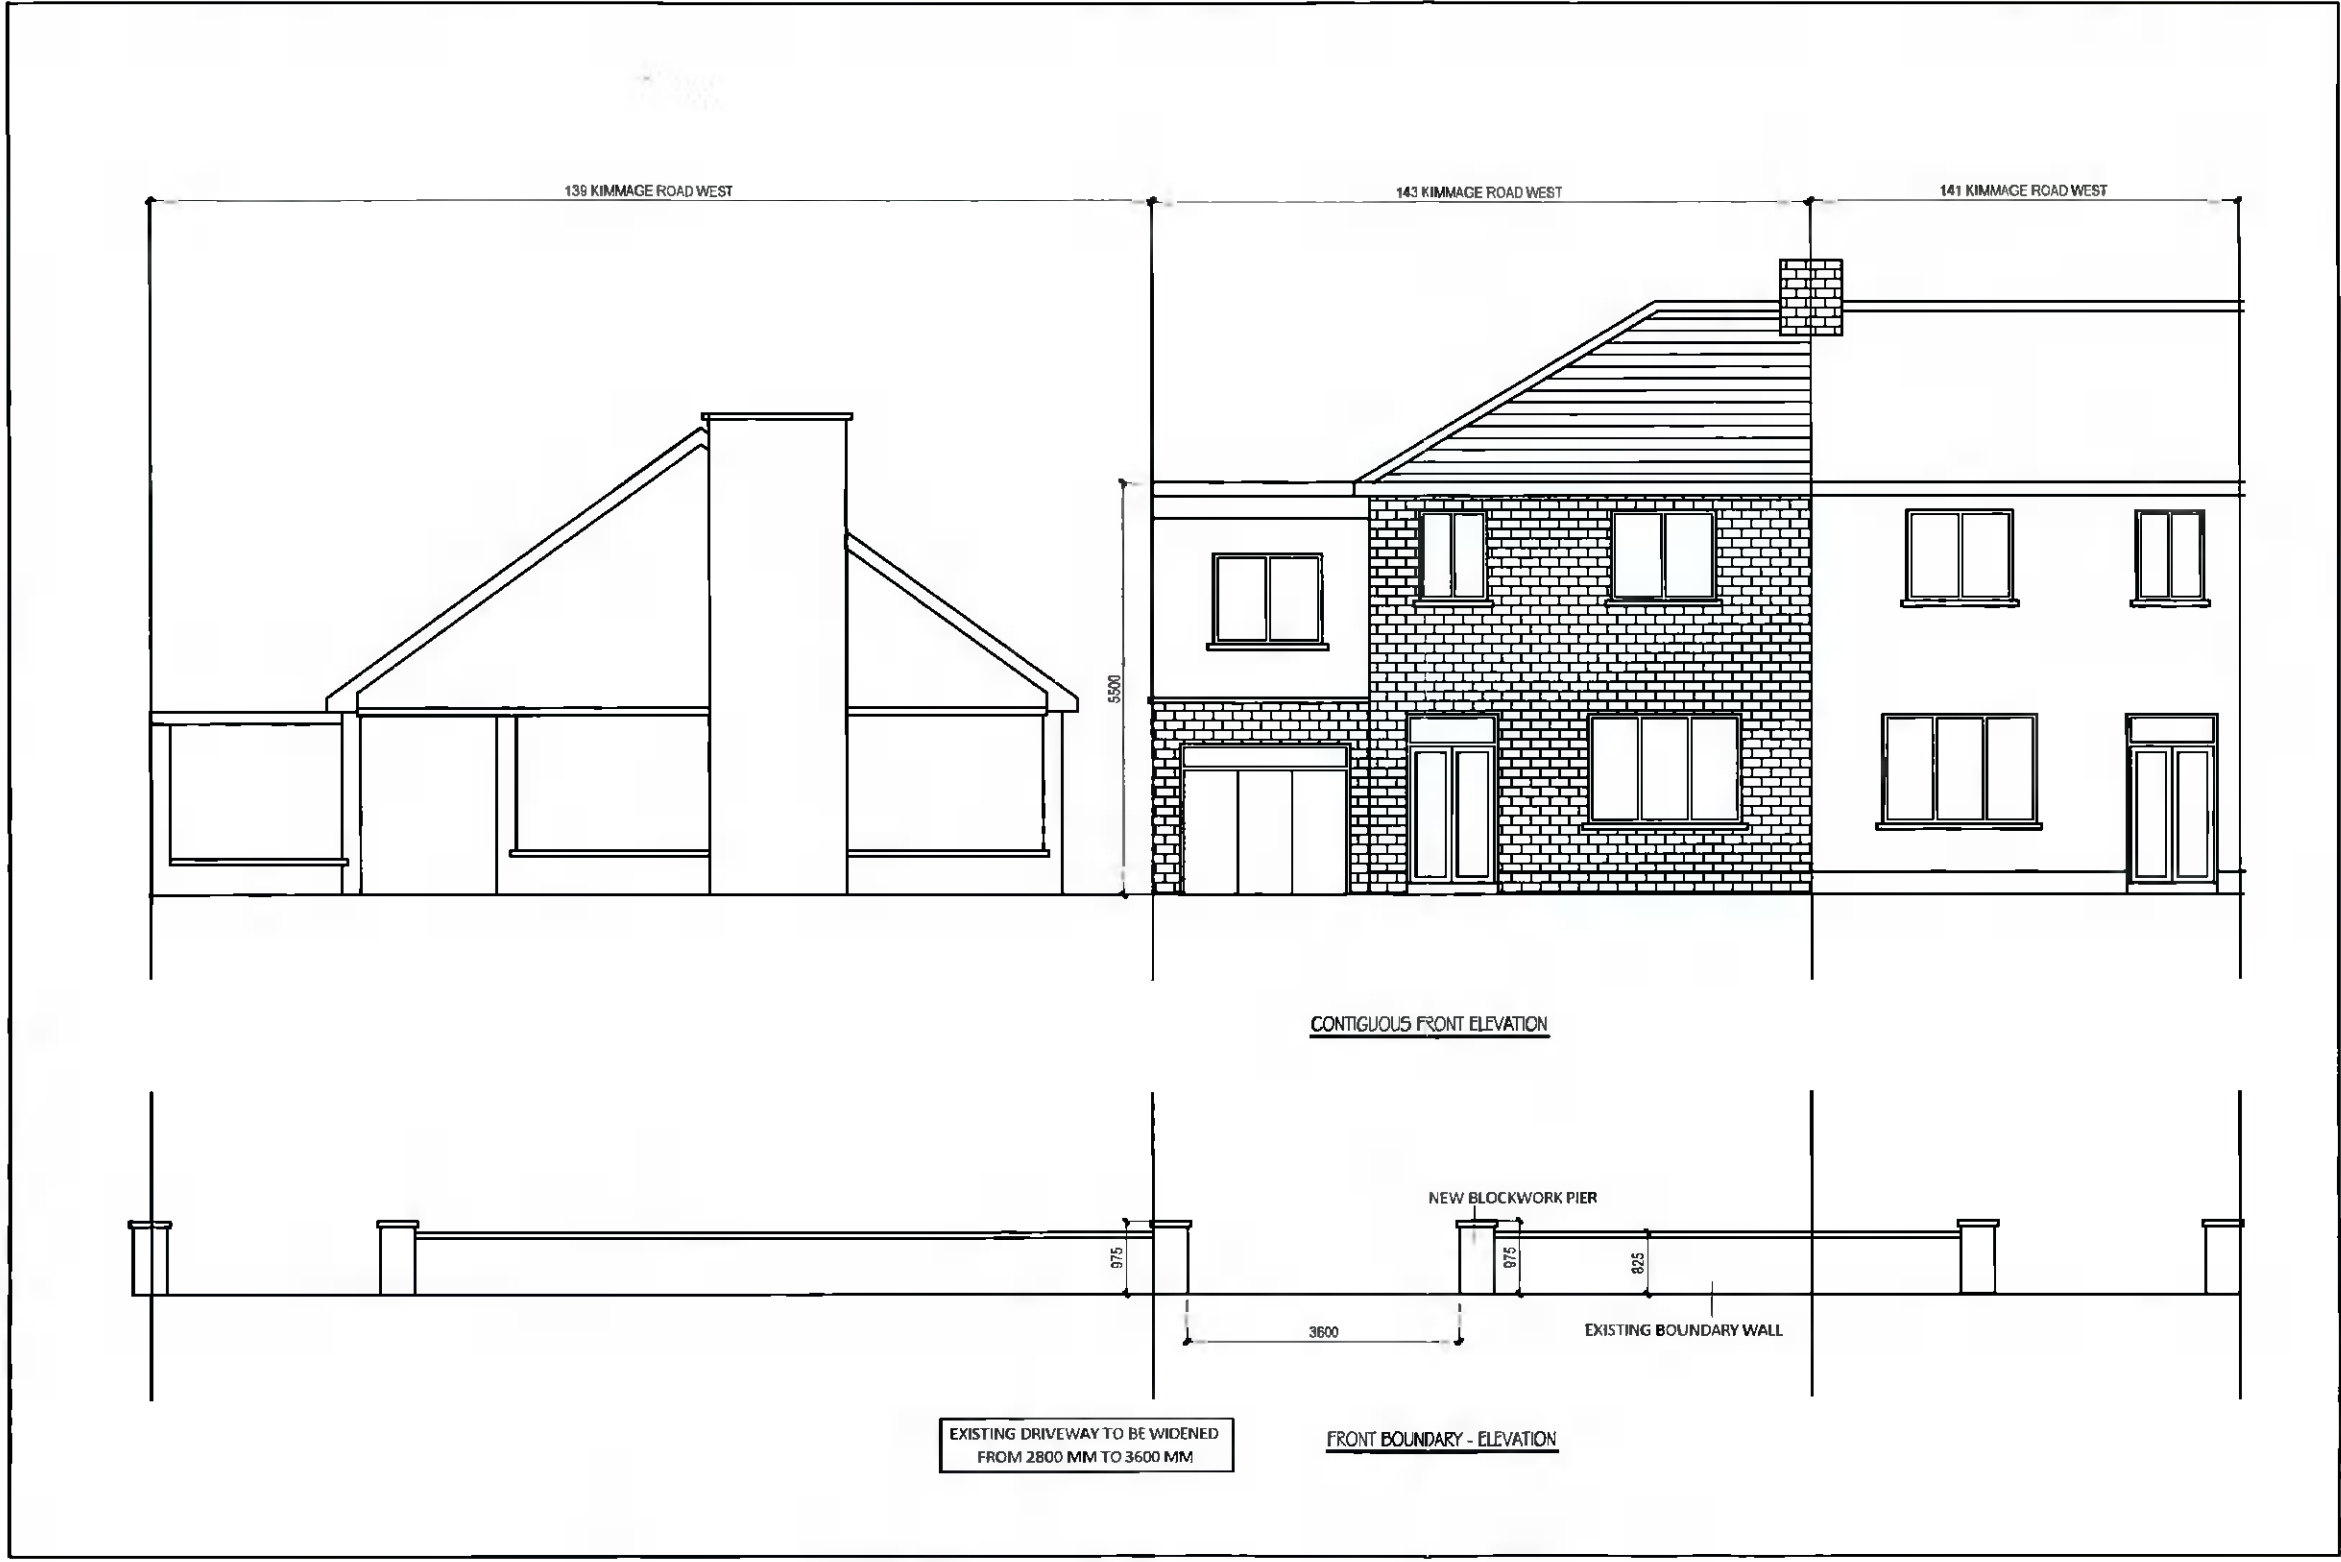 139 KIMMAGE ROAD WEST
143 KIMMAGE ROAD WEST
141 KIMMAGE ROAD WEST
5500
CONTIGUOUS FRONT ELEVATION
NEW BLOCKWORK PIER
975
975
825
3600
EXISTING BOUNDARY WALL
EXISTING DRIVEWAY TO BE WIDENED
FROM 2800 MM TO 3600 MM
FRONT BOUNDARY - ELEVATION